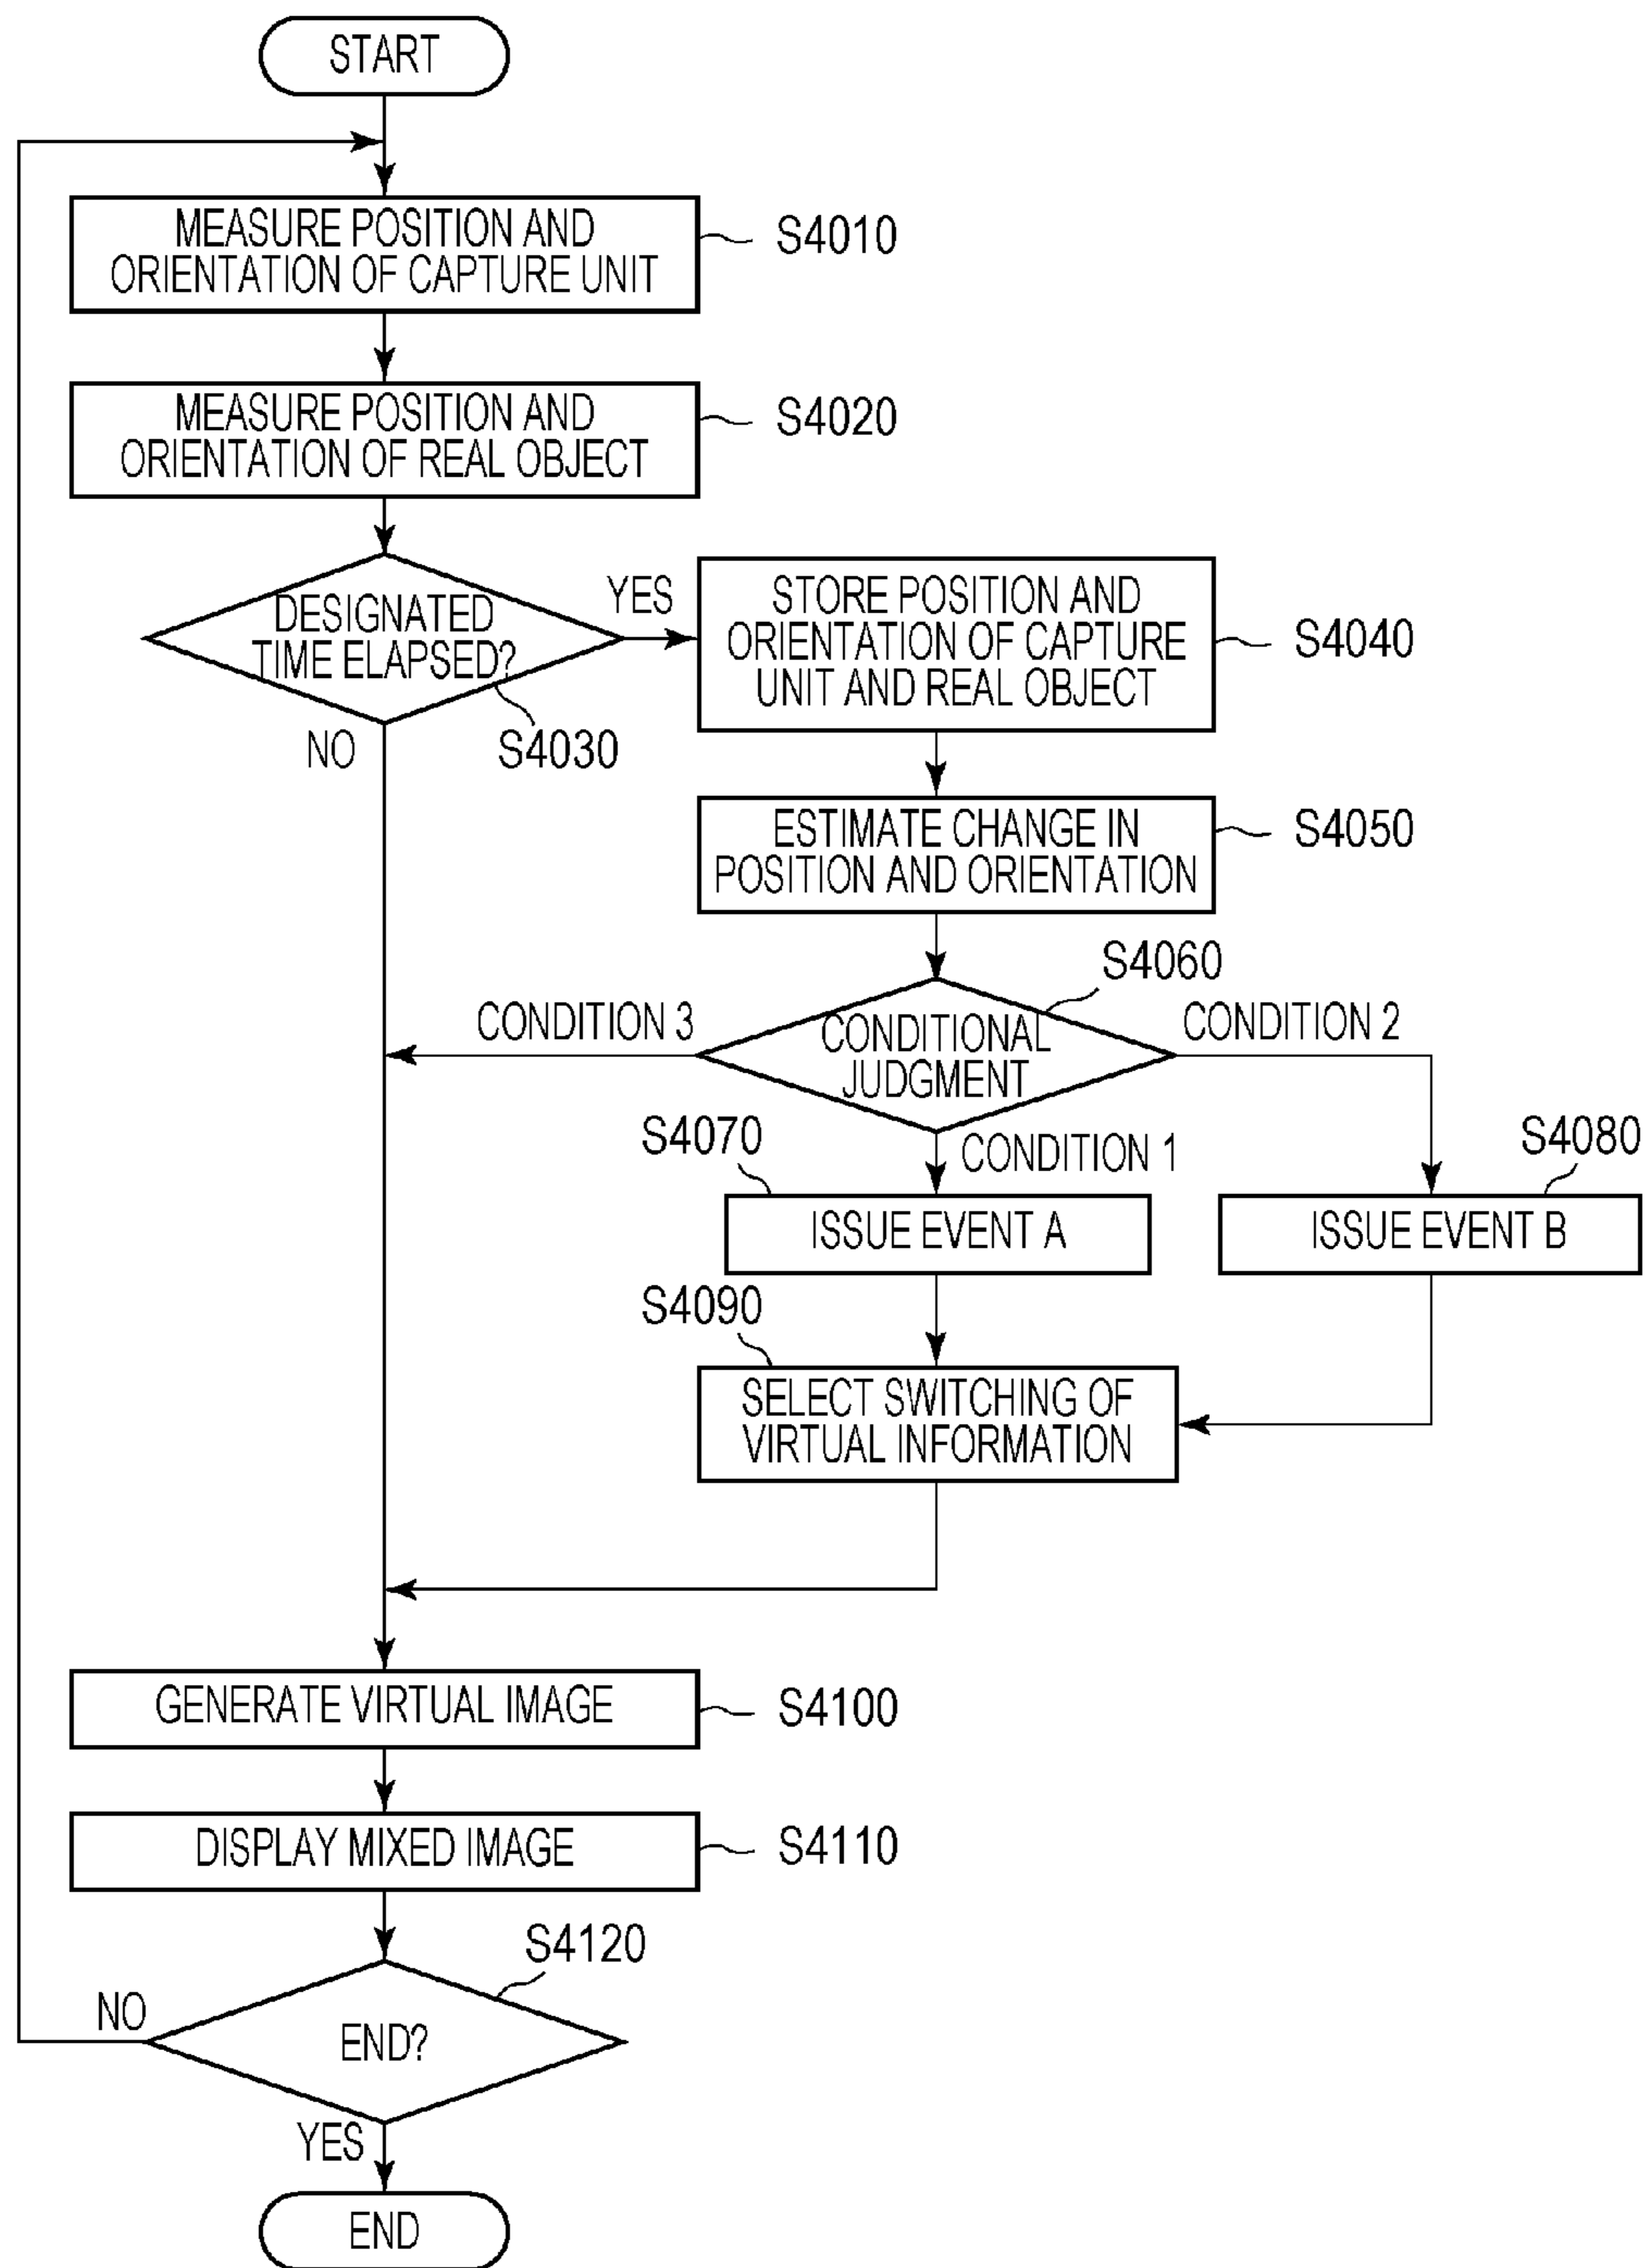 START
MEASURE POSITION AND
ORIENTATION OF CAPTURE UNIT
S4010
MEASURE POSITION AND
ORIENTATION OF REAL OBJECT
S4020
DESIGNATED
TIME ELAPSED?
YES
NO
S4030
STORE POSITION AND
ORIENTATION OF CAPTURE
UNIT AND REAL OBJECT
S4040
ESTIMATE CHANGE IN
POSITION AND ORIENTATION
S4050
S4060
CONDITION 3
CONDITIONAL
JUDGMENT
CONDITION 2
S4070
CONDITION 1
S4080
ISSUE EVENT A
ISSUE EVENT B
S4090
SELECT SWITCHING OF
VIRTUAL INFORMATION
GENERATE VIRTUAL IMAGE
S4100
DISPLAY MIXED IMAGE
S4110
S4120
NO
END?
YES
END